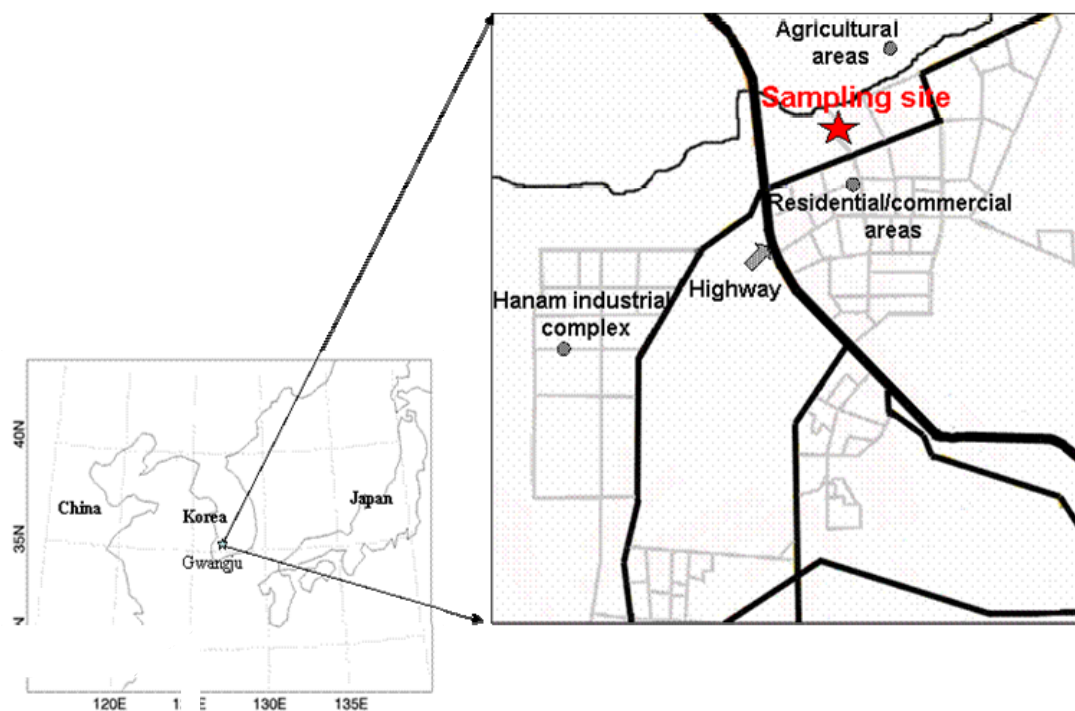 Agricultural
areas
Sampling site
Residential/commercial
areas
Highway
Hanam industrial
complex
40N
35N
N
China
Korea
Japan
Gwangju
120E
E
130E
135E